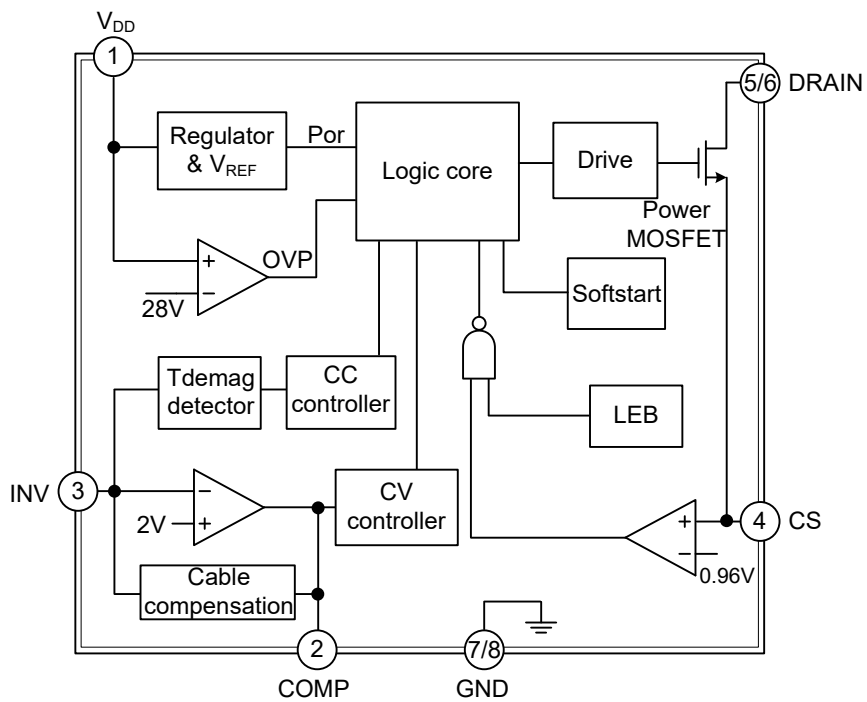 VDD
1
5/6 DRAIN
Regulator
& VREF
Por
Logic core
Drive
Power
MOSFET
+
OVP
−
28V
Softstart
Tdemag
detector
CC
controller
LEB
INV 3
−
2V
+
CV
controller
+
4 CS
−
0.96V
Cable
compensation
2
7/8
COMP
GND